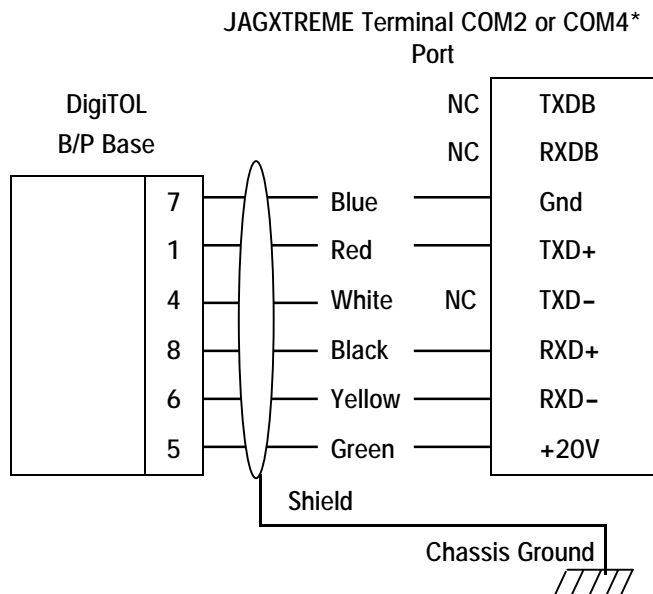 JAGXTREME Terminal COM2 or COM4*
Port
DigiTOL
B/P Base
NC TXDB
NC RXDB
7 Blue Gnd
1 Red TXD+
4 White NC TXD–
8 Black RXD+
6 Yellow RXD–
5 Green +20V
Shield
Chassis Ground